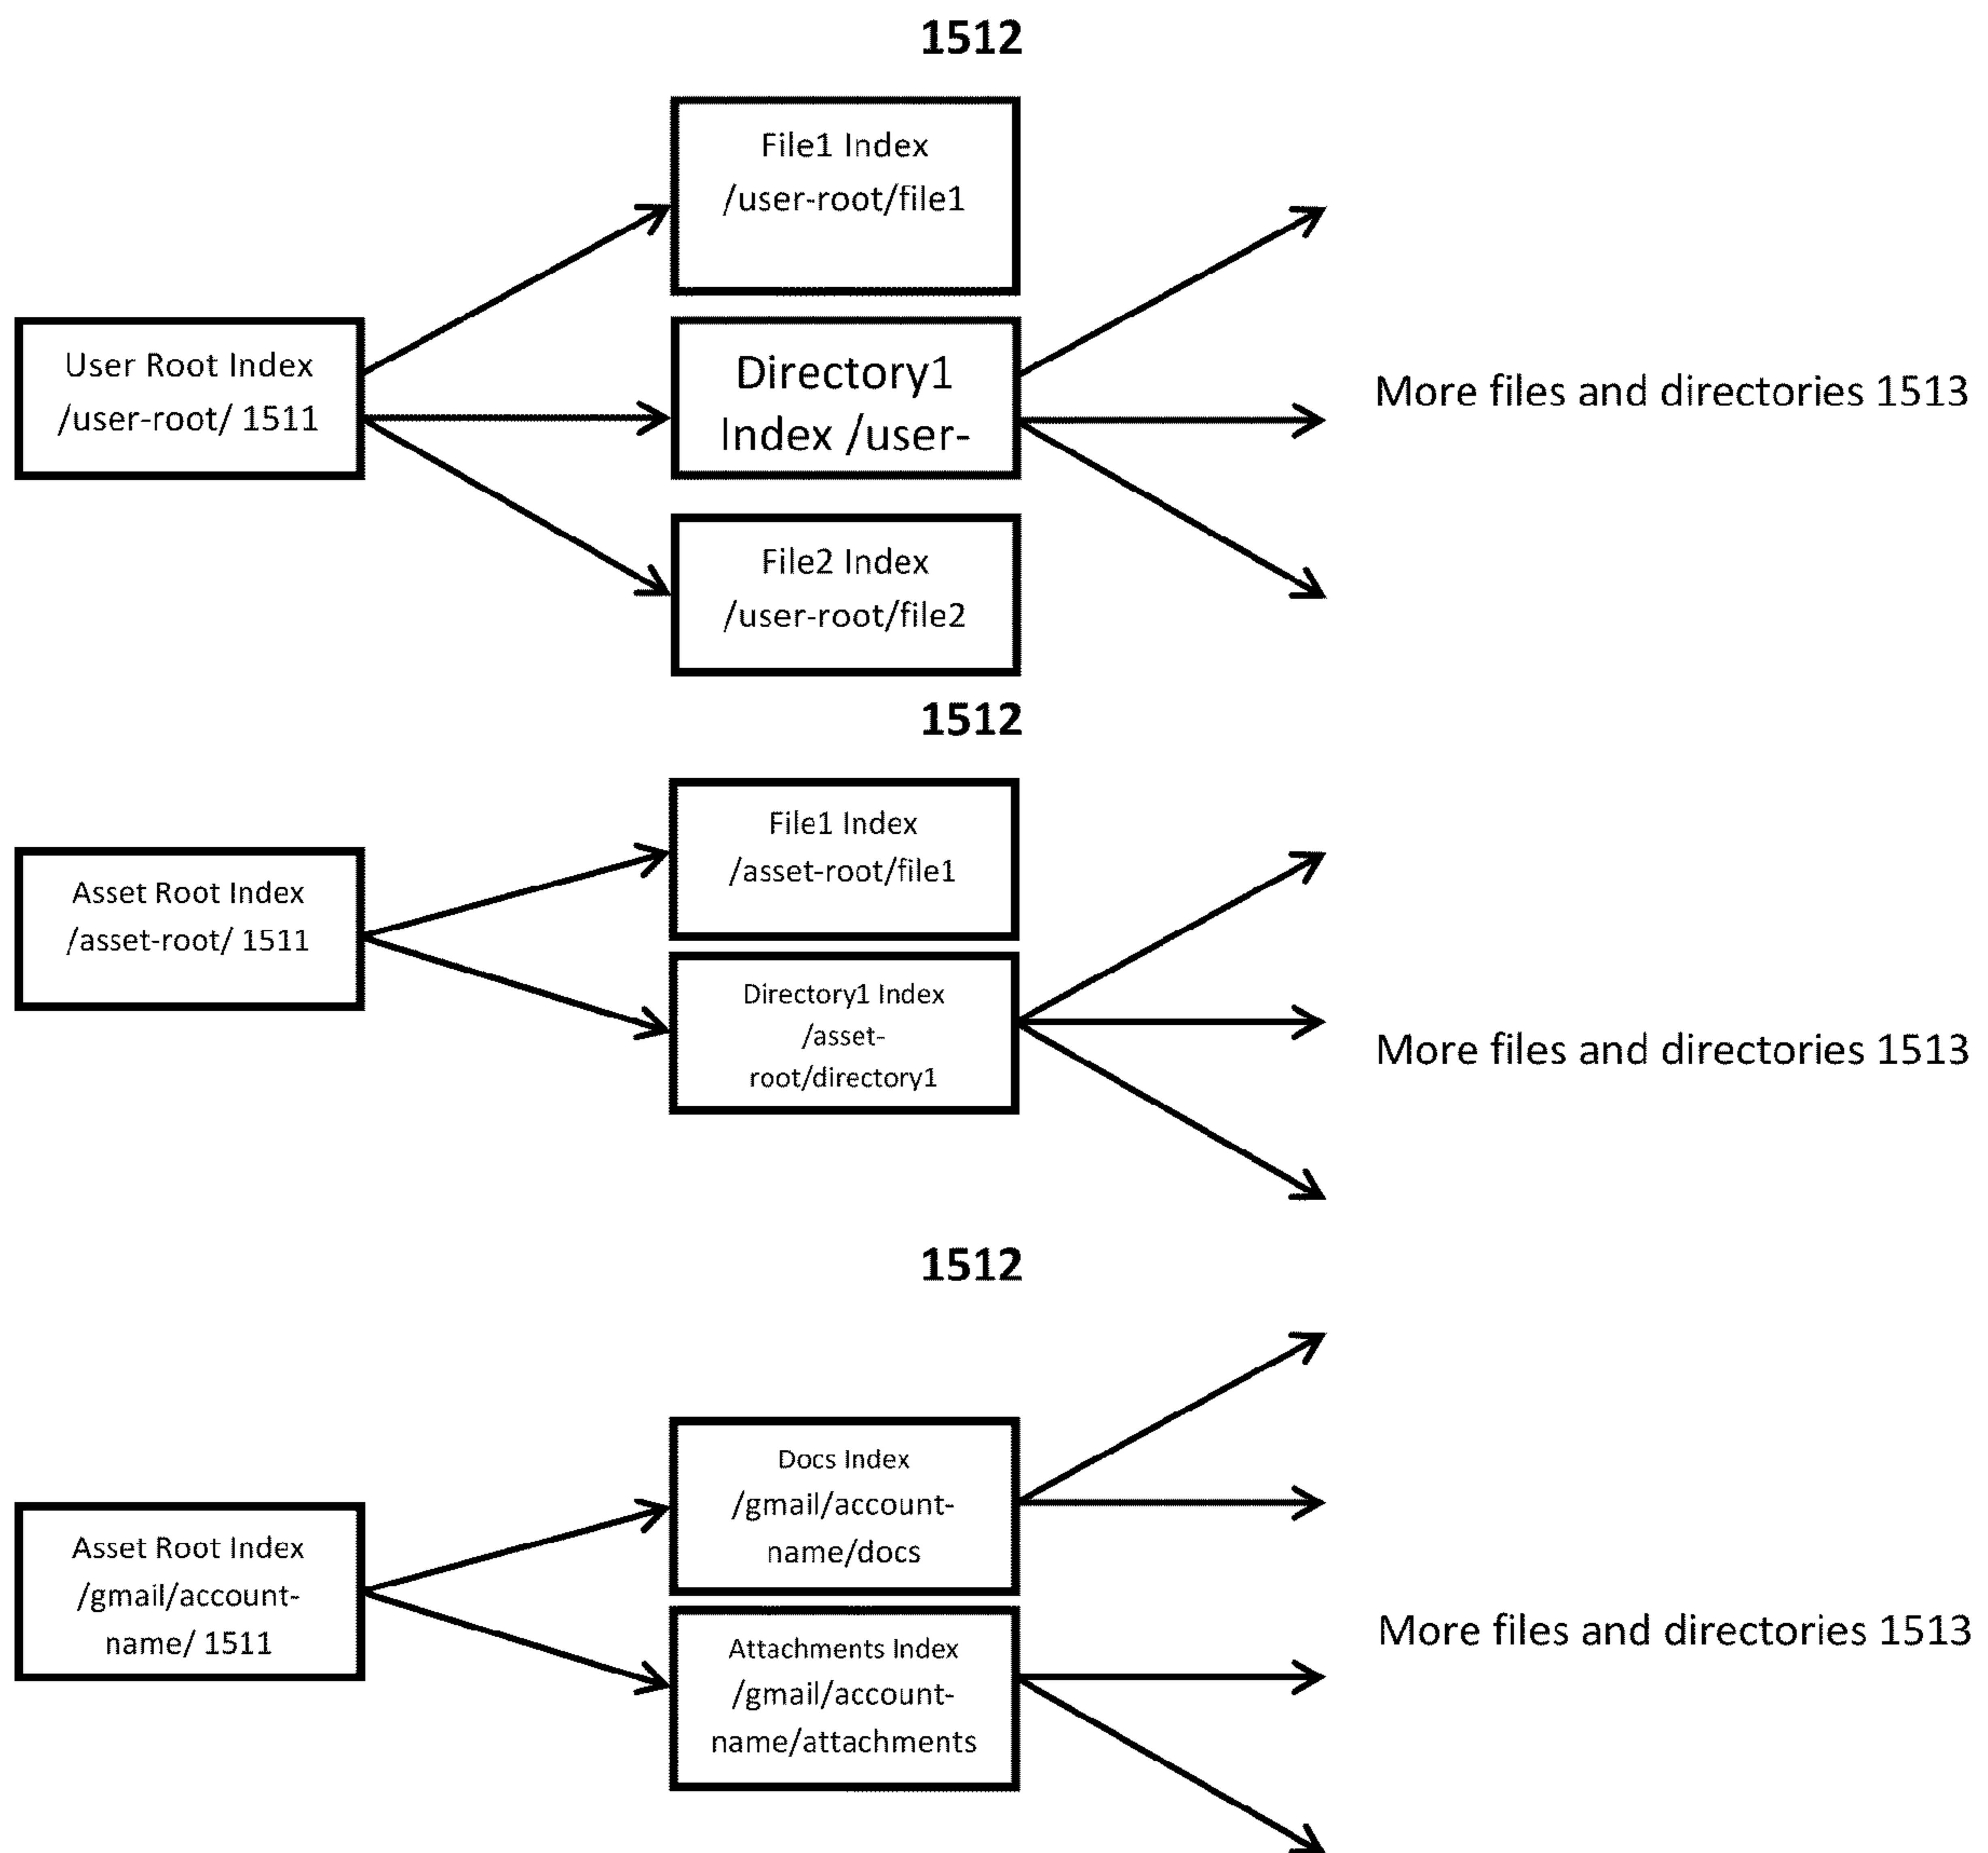 1512
File1 Index
/user-root/file1
User Root Index
/user-root/ 1511
Directory1
Index /user-
More files and directories 1513
File2 Index
/user-root/file2
1512
File1 Index
/asset-root/file1
Asset Root Index
/asset-root/ 1511
Directory1 Index
/asset-
root/directory1
More files and directories 1513
1512
Docs Index
/gmail/account-
name/docs
Asset Root Index
/gmail/account-
name/ 1511
Attachments Index
/gmail/account-
name/attachments
More files and directories 1513